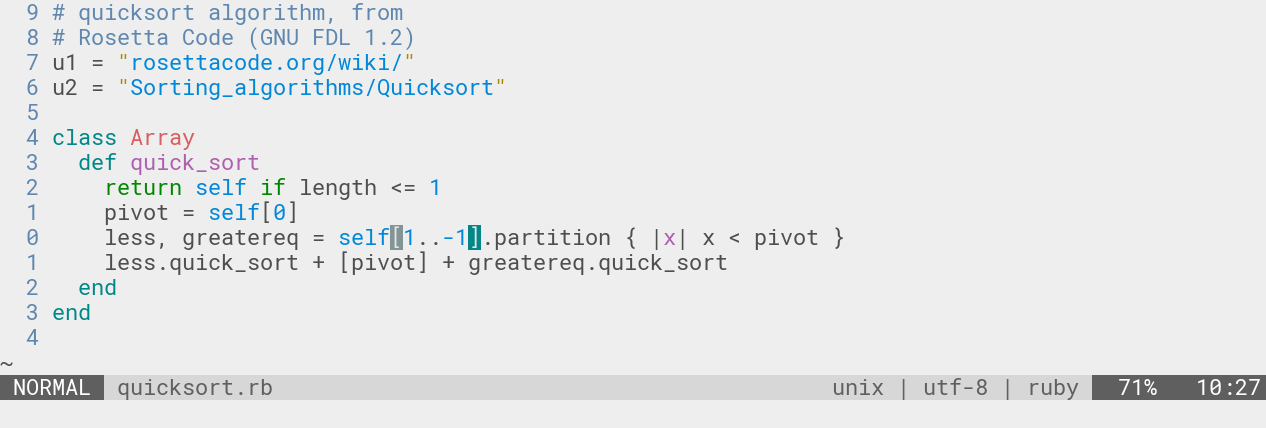 9 # quicksort algorithm, from
8 # Rosetta Code (GNU FDL 1.2)
7 u1 = "rosettacode.org/wiki/"
6 u2 = "Sorting_algorithms/Quicksort"
5
4 class Array
3   def quick_sort
2     return self if length <= 1
1     pivot = self[0]
0     less, greatereq = self[1..-1].partition { |x| x < pivot }
1     less.quick_sort + [pivot] + greatereq.quick_sort
2   end
3 end
4
~
NORMAL  quicksort.rb  unix | utf-8 | ruby  71%  10:27